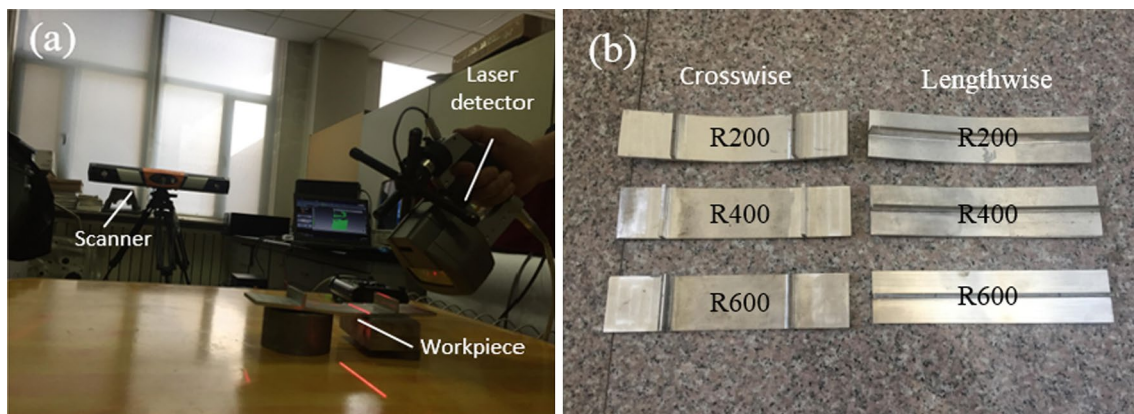 (a)
Laser
detector
Scanner
Workpiece
(b)
Crosswise
Lengthwise
R200
R200
R400
R400
R600
R600